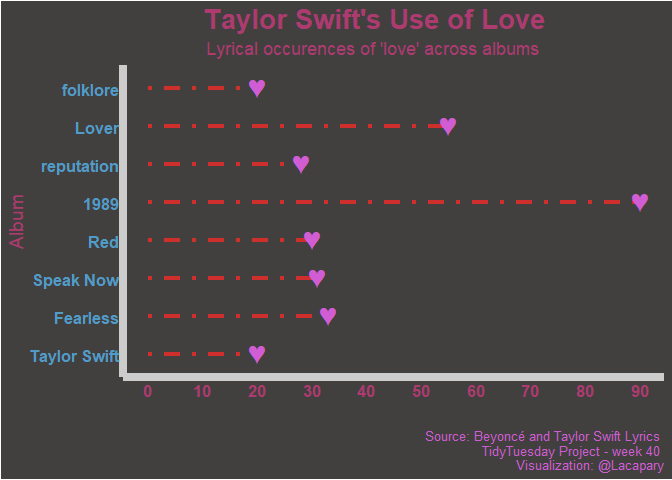 Taylor Swift's Use of Love
Lyrical occurences of 'love' across albums
Album
folklore
Lover
reputation
1989
Red
Speak Now
Fearless
Taylor Swift
0 10 20 30 40 50 60 70 80 90
Source: Beyoncé and Taylor Swift Lyrics
TidyTuesday Project - week 40
Visualization: @Lacapary